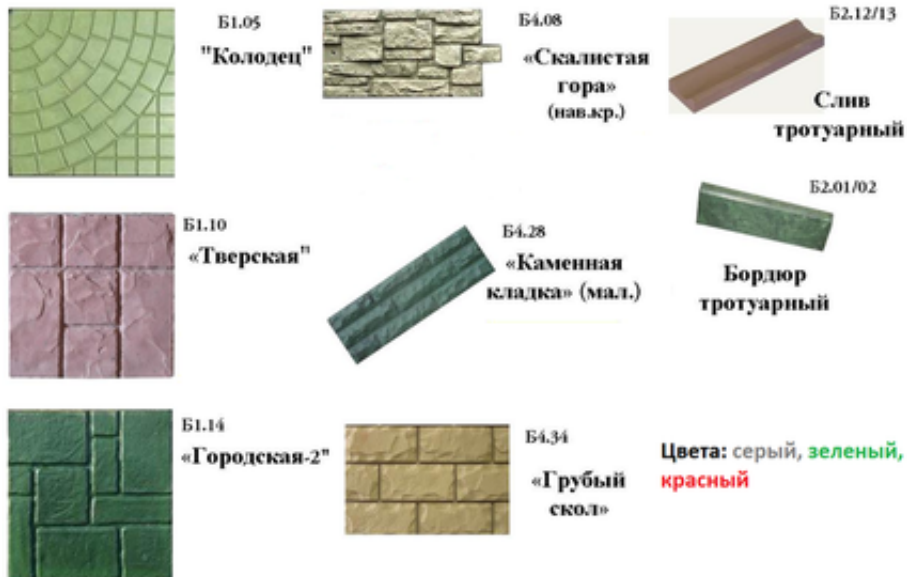 Б1.05
"Колодец"
Б4.08
«Скалистая
гора»
(нав.кр.)
Б2.12/13
Слив
тротуарный
Б1.10
«Тверская"
Б4.28
«Каменная
кладка» (мал.)
Б2.01/02
Бордюр
тротуарный
Б1.14
«Городская-2"
Б4.34
«Грубый
скол»
Цвета: серый, зеленый,
красный